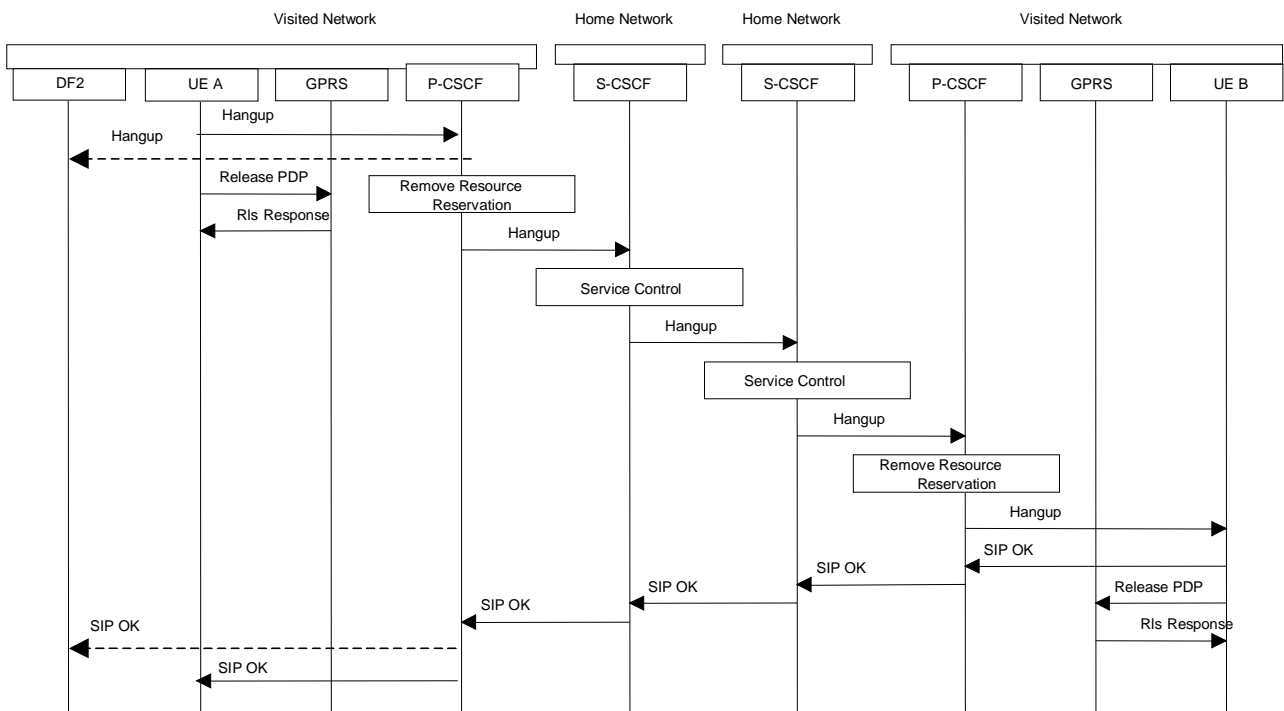 Visited Network
Home Network
Home Network
Visited Network
DF2
UE A
GPRS
P-CSCF
S-CSCF
S-CSCF
P-CSCF
GPRS
UE B
Hangup
Hangup
Release PDP
Remove Resource
Reservation
Rls Response
Hangup
Service Control
Hangup
Service Control
Hangup
Remove Resource
Reservation
Hangup
SIP OK
SIP OK
SIP OK
Release PDP
SIP OK
Rls Response
SIP OK
SIP OK